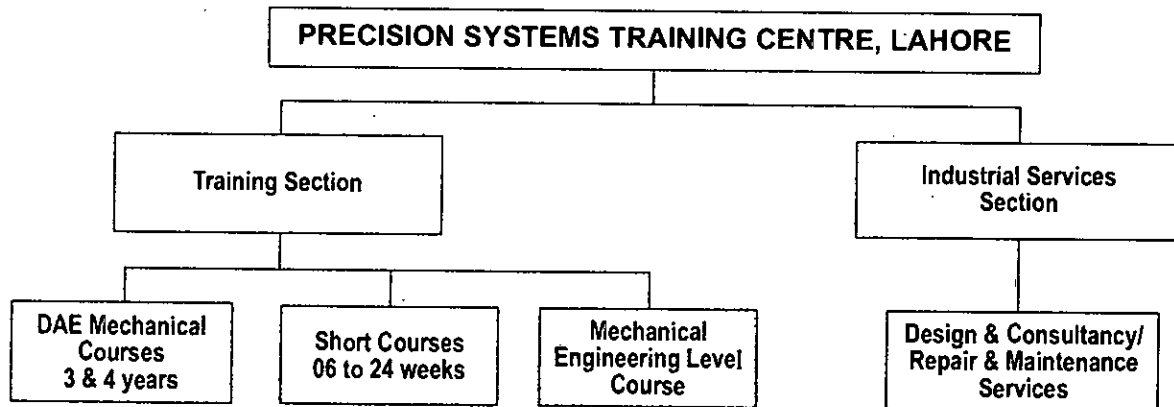 PRECISION SYSTEMS TRAINING CENTRE, LAHORE
Training Section
Industrial Services
Section
DAE Mechanical
Courses
3 & 4 years
Short Courses
06 to 24 weeks
Mechanical
Engineering Level
Course
Design & Consultancy/
Repair & Maintenance
Services